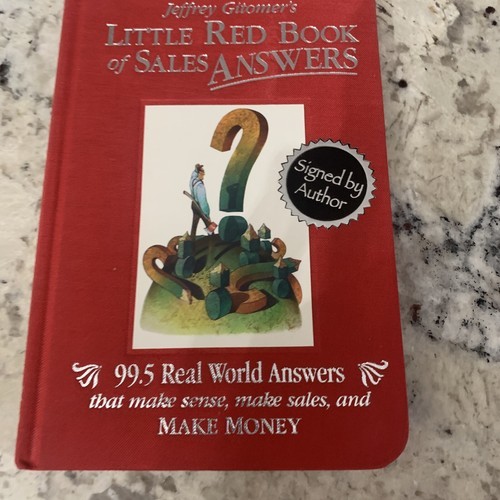 Jeffrey Gitomer's
LITTLE RED BOOK
of SALES ANSWERS
Signed by
Author
99.5 Real World Answers
that make sense, make sales, and
MAKE MONEY